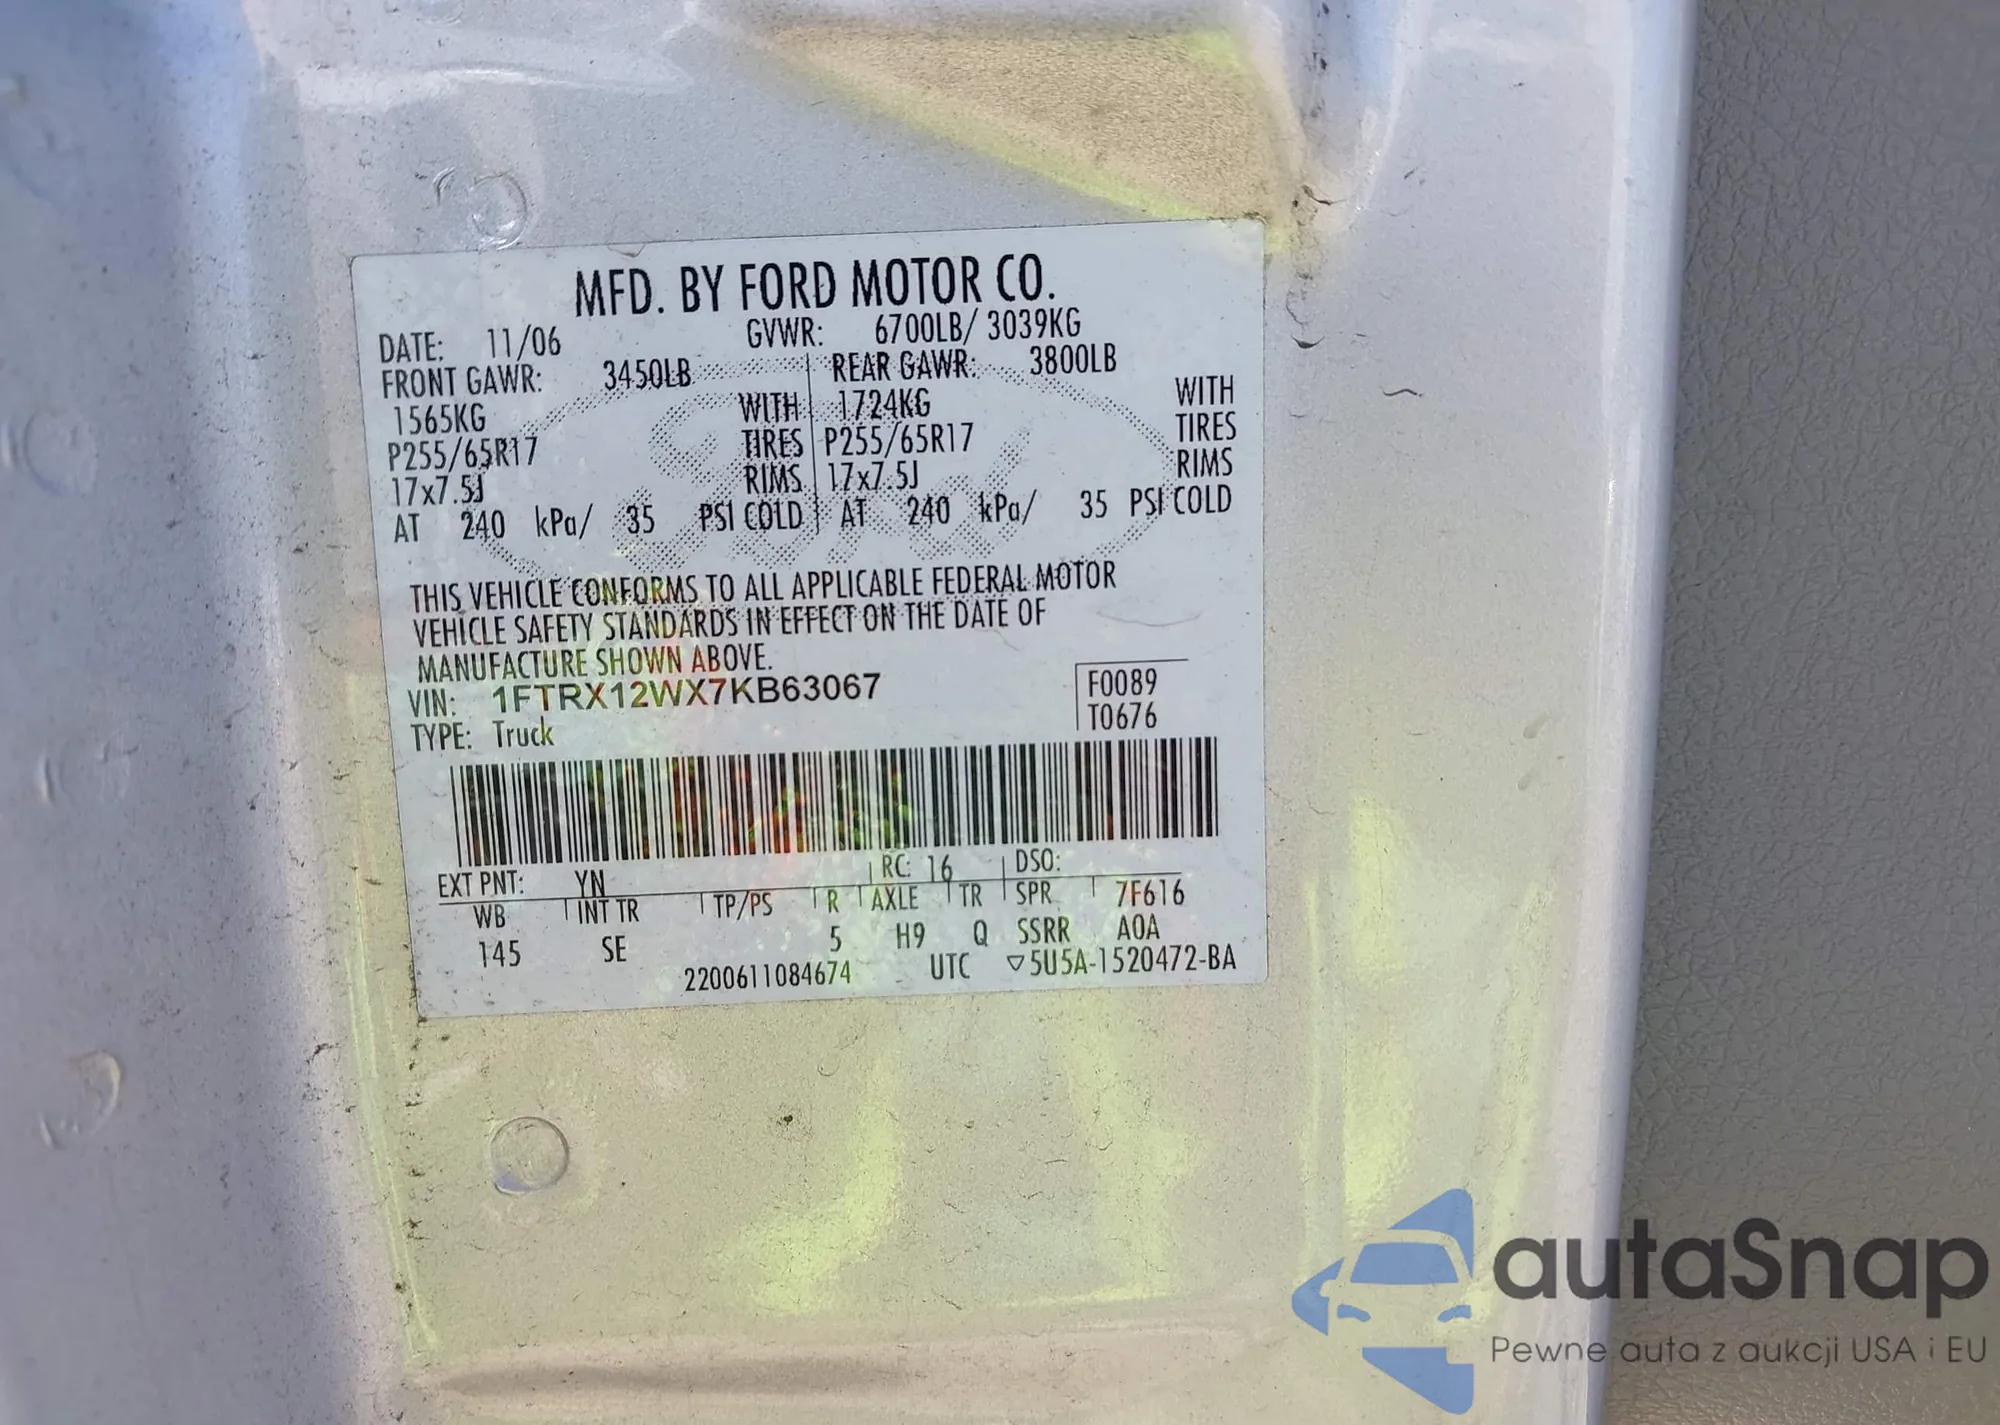 MFD. BY FORD MOTOR CO.
DATE: 11/06 GVWR: 6700LB/ 3039KG
FRONT GAWR: 3450LB REAR GAWR: 3800LB
1565KG WITH 1724KG WITH
P255/65R17 TIRES P255/65R17 TIRES
17x7.5J RIMS 17x7.5J RIMS
AT 240 kPa/ 35 PSI COLD AT 240 kPa/ 35 PSI COLD
THIS VEHICLE CONFORMS TO ALL APPLICABLE FEDERAL MOTOR
VEHICLE SAFETY STANDARDS IN EFFECT ON THE DATE OF
MANUFACTURE SHOWN ABOVE.
VIN: 1FTRX12WX7KB63067 F0089
TYPE: Truck T0676
EXT PNT: YN RC: 16 DSO:
WB INT TR TP/PS R AXLE TR SPR 7F616
145 SE 5 H9 Q SSRR A0A
2200611084674 UTC ▽5U5A-1520472-BA
autaSnap
Pewne auta z aukcji USA i EU